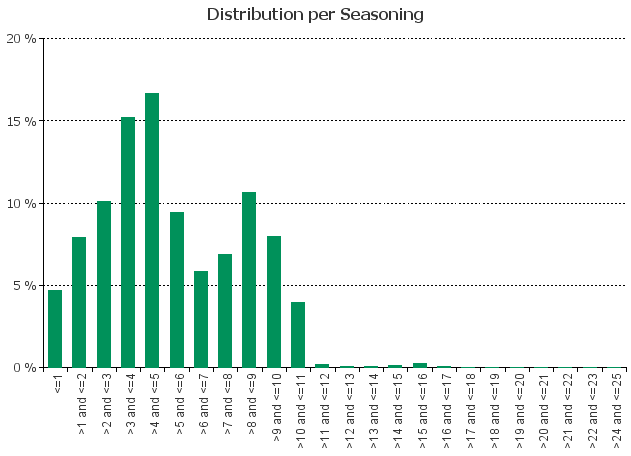 Distribution per Seasoning
20 %
15 %
10 %
5 %
0 %
<=1
>1 and <=2
>2 and <=3
>3 and <=4
>4 and <=5
>5 and <=6
>6 and <=7
>7 and <=8
>8 and <=9
>9 and <=10
>10 and <=11
>11 and <=12
>12 and <=13
>13 and <=14
>14 and <=15
>15 and <=16
>16 and <=17
>17 and <=18
>18 and <=19
>19 and <=20
>20 and <=21
>21 and <=22
>22 and <=23
>24 and <=25